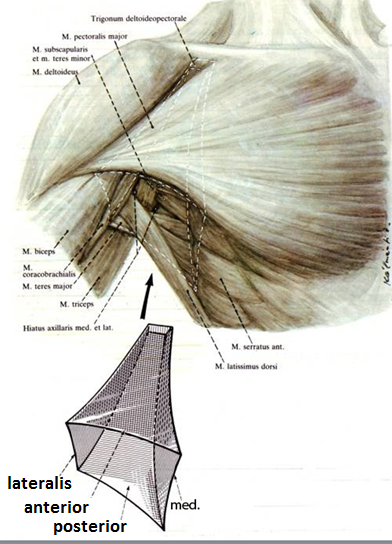 Trigonum deltoideopectorale
M. pectoralis major
M. subscapularis
et m. teres minor
M. deltoideus
M. biceps
M.
coracobrachialis
M. teres major
M. triceps
Hiatus axillaris med. et lat.
M. serratus ant.
M. latissimus dorsi
lateralis
anterior
posterior
med.